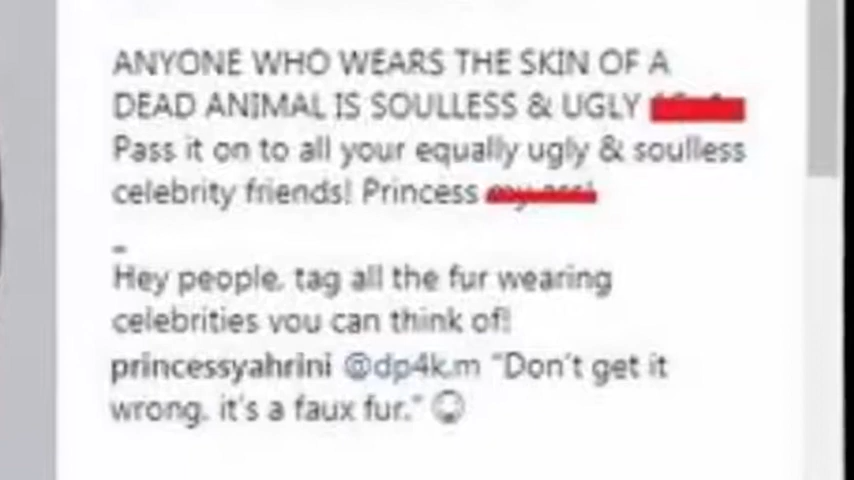 ANYONE WHO WEARS THE SKIN OF A
DEAD ANIMAL IS SOULLESS & UGLY
Pass it on to all your equally ugly & soulless
celebrity friends! Princess
–
Hey people, tag all the fur wearing
celebrities you can think of!
princessyahrini @dp4k.m "Don't get it
wrong, it's a faux fur."